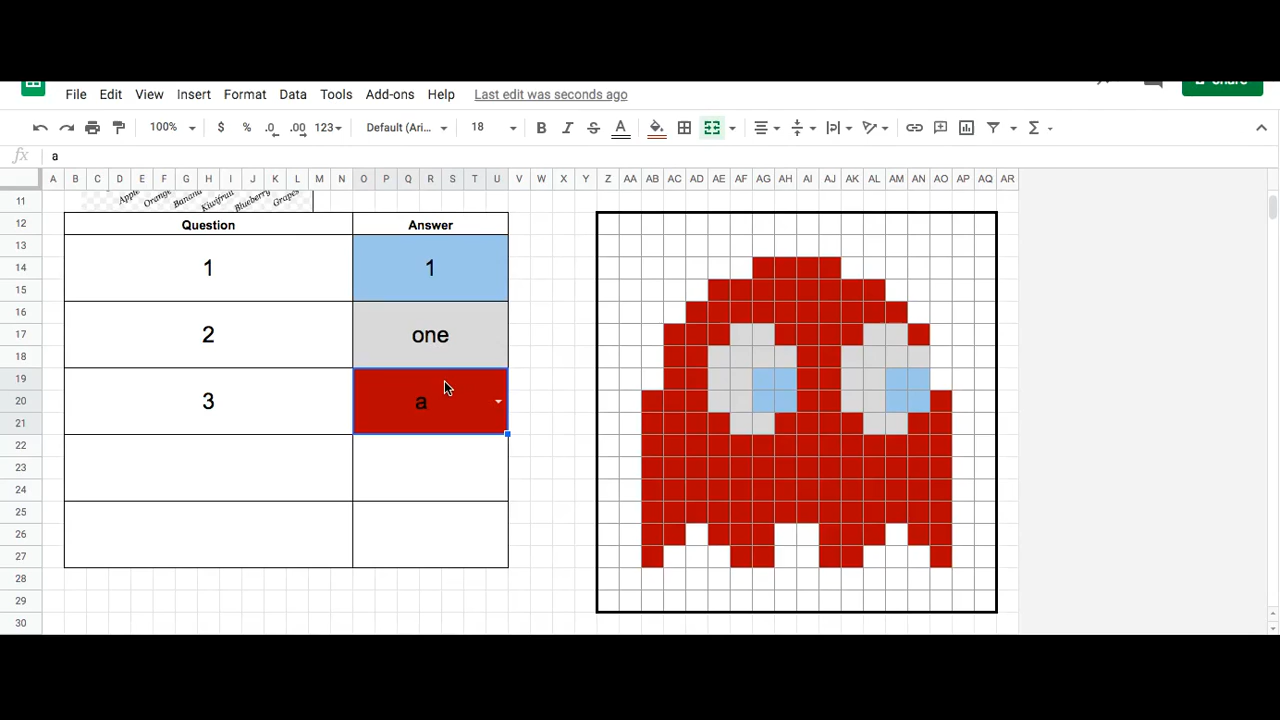 Share
File Edit View Insert Format Data Tools Add-ons Help Last edit was seconds ago
100% $ % .0 .00 123 Default (Ari... 18 B I S A Σ
fx a
A B C D E F G H I J K L M N O P Q R S T U V W X Y Z AA AB AC AD AE AF AG AH AI AJ AK AL AM AN AO AP AQ AR
11 Apple Orange Banana Kiwifruit Blueberry Grapes
12 Question Answer
13
14 1 1
15
16
17 2 one
18
19
20 3 a
21
22
23
24
25
26
27
28
29
30